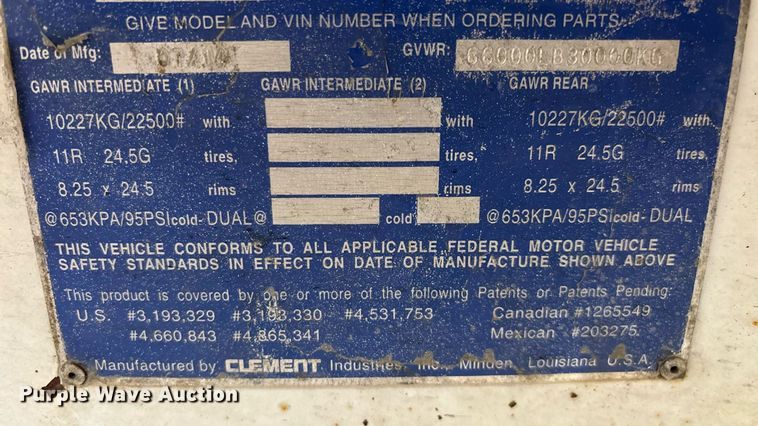 GIVE MODEL AND VIN NUMBER WHEN ORDERING PARTS
Date of Mfg: GVWR:
GAWR INTERMEDIATE (1) GAWR INTERMEDIATE (2) GAWR REAR
10227KG/22500# with with 10227KG/22500# with
11R 24.5G tires, tires, 11R 24.5G tires,
8.25 x 24.5 rims rims 8.25 x 24.5 rims
@653KPA/95PSIcold- DUAL@ cold @653KPA/95PSIcold- DUAL
THIS VEHICLE CONFORMS TO ALL APPLICABLE FEDERAL MOTOR VEHICLE
SAFETY STANDARDS IN EFFECT ON DATE OF MANUFACTURE SHOWN ABOVE
This product is covered by one or more of the following Patents or Patents Pending:
U.S. #3,193,329 #3,193,330 #4,531,753 Canadian #1265549
#4,660,843 #4,865,341 Mexican #203275
Manufactured by CLEMENT Industries, Inc., Minden, Louisiana U.S.A.
Purple Wave Auction